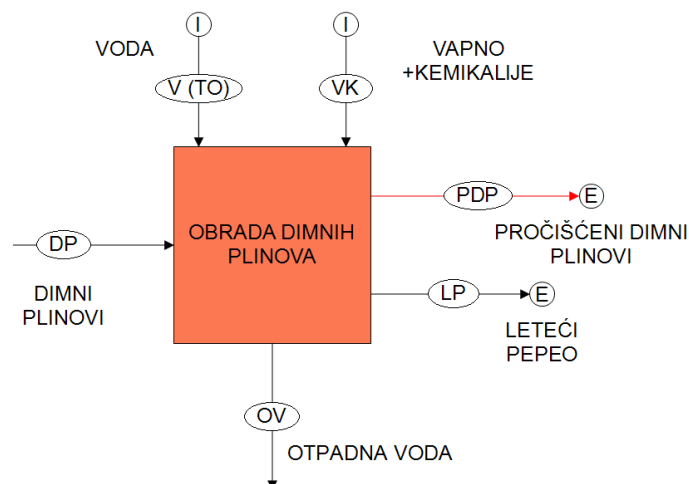 I
I
VODA
VAPNO
+KEMIKALIJE
V (TO)
VK
PDP
E
OBRADA DIMNIH
PLINOVA
PROČIŠĆENI DIMNI
PLINOVI
DP
DIMNI
PLINOVI
LP
E
LETEĆI
PEPEO
OV
OTPADNA VODA